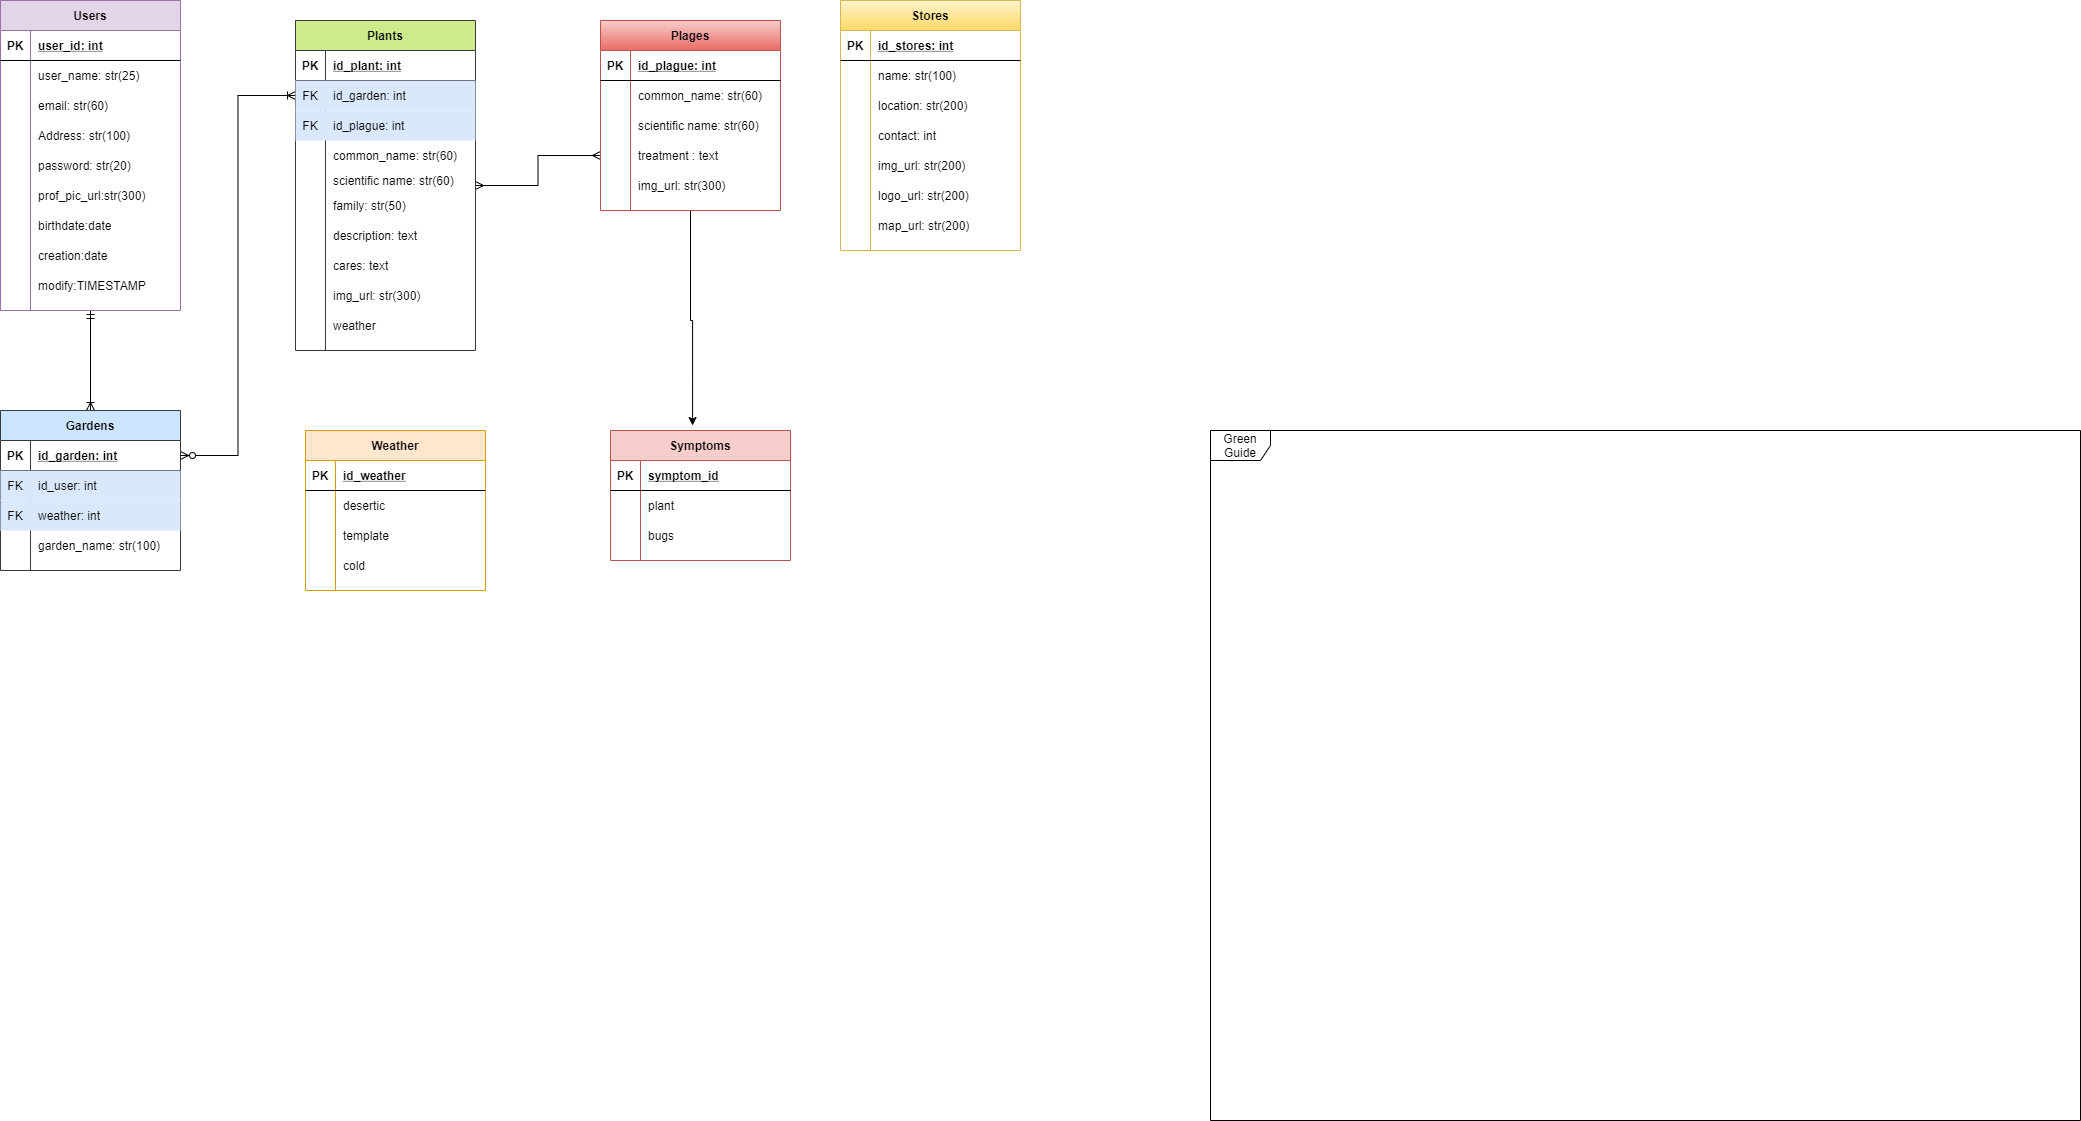 Users
PK user_id: int
user_name: str(25)
email: str(60)
Address: str(100)
password: str(20)
prof_pic_url:str(300)
birthdate:date
creation:date
modify:TIMESTAMP
Plants
PK id_plant: int
FK id_garden: int
FK id_plague: int
common_name: str(60)
scientific name: str(60)
family: str(50)
description: text
cares: text
img_url: str(300)
weather
Plages
PK id_plague: int
common_name: str(60)
scientific name: str(60)
treatment : text
img_url: str(300)
Stores
PK id_stores: int
name: str(100)
location: str(200)
contact: int
img_url: str(200)
logo_url: str(200)
map_url: str(200)
Gardens
PK id_garden: int
FK id_user: int
FK weather: int
garden_name: str(100)
Weather
PK id_weather
desertic
template
cold
Symptoms
PK symptom_id
plant
bugs
Green
Guide